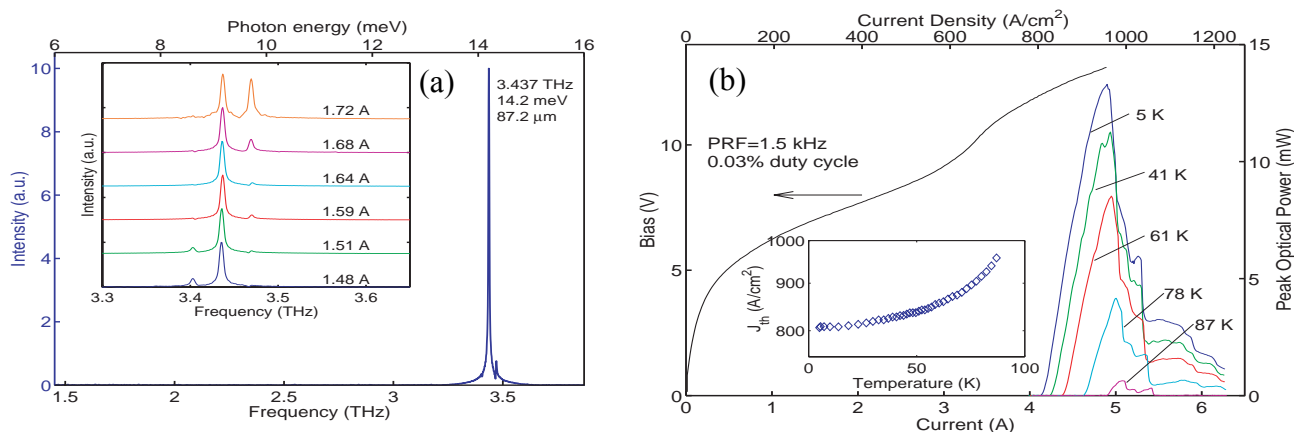 Photon energy (meV)
6 8 10 12 14 16
(a)
3.437 THz
14.2 meV
87.2 µm
Intensity (a.u.)
10
8
6
4
2
0
Intensity (a.u.)
1.72 A
1.68 A
1.64 A
1.59 A
1.51 A
1.48 A
3.3 3.4 3.5 3.6
Frequency (THz)
1.5 2 2.5 3 3.5
Frequency (THz)
Current Density (A/cm²)
0 200 400 600 800 1000 1200
(b)
PRF=1.5 kHz
0.03% duty cycle
Bias (V)
10
5
0
5 K
41 K
61 K
78 K
87 K
J_th (A/cm²)
1000
900
800
0 50 100
Temperature (K)
15
10
5
0
Peak Optical Power (mW)
0 1 2 3 4 5 6
Current (A)